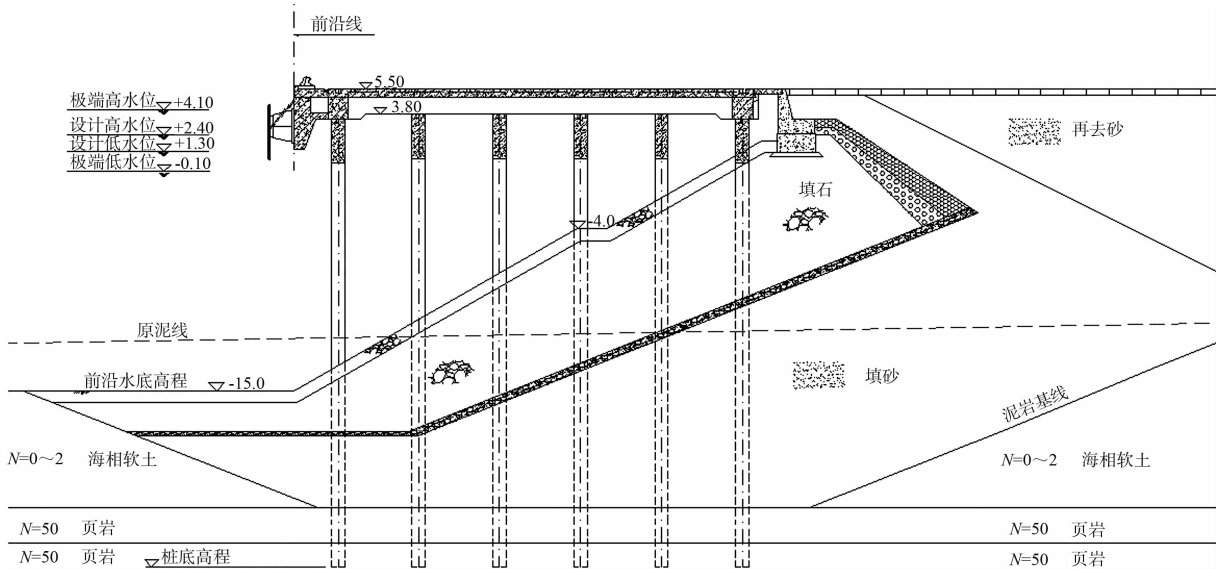 前沿线
5.50
极端高水位 +4.10
3.80
设计高水位 +2.40
设计低水位 +1.30
极端低水位 -0.10
再去砂
填石
-4.0
原泥线
前沿水底高程 -15.0
填砂
泥岩基线
N=0～2 海相软土
N=0～2 海相软土
N=50 页岩
N=50 页岩
N=50 页岩
桩底高程
N=50 页岩